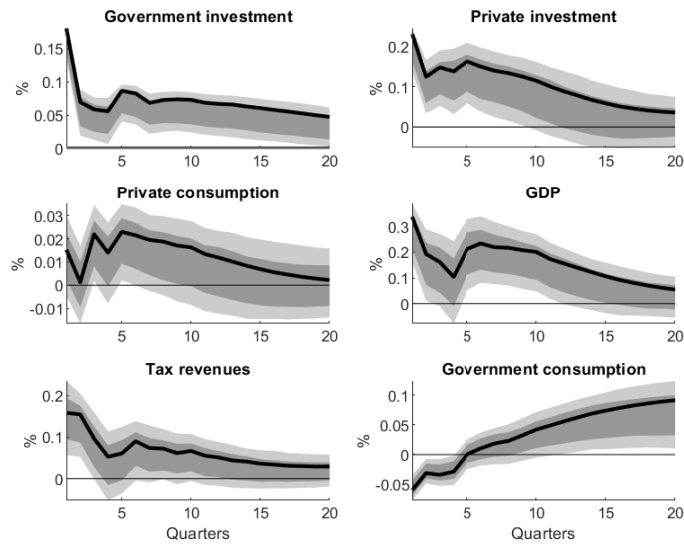 Government investment
0.15
0.1
0.05
0
%
5 10 15 20
Private investment
0.2
0.1
0
%
5 10 15 20
Private consumption
0.03
0.02
0.01
0
-0.01
%
5 10 15 20
GDP
0.3
0.2
0.1
0
%
5 10 15 20
Tax revenues
0.2
0.1
0
%
5 10 15 20
Quarters
Government consumption
0.1
0.05
0
-0.05
%
5 10 15 20
Quarters